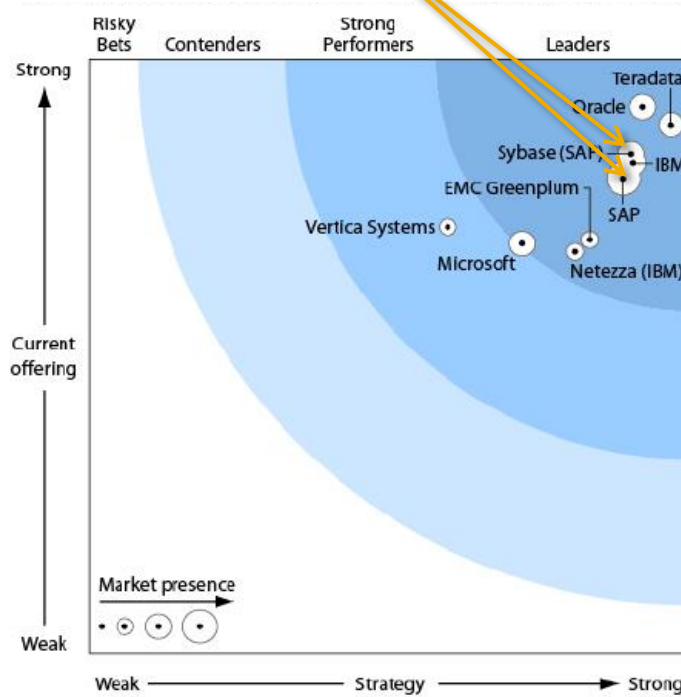 Risky
Bets
Contenders
Strong
Performers
Leaders
Strong
Teradata
Oracle
Sybase (SAP)
IBM
EMC Greenplum
SAP
Vertica Systems
Microsoft
Netezza (IBM)
Current
offering
Market presence
Weak
Weak
Strategy
Strong